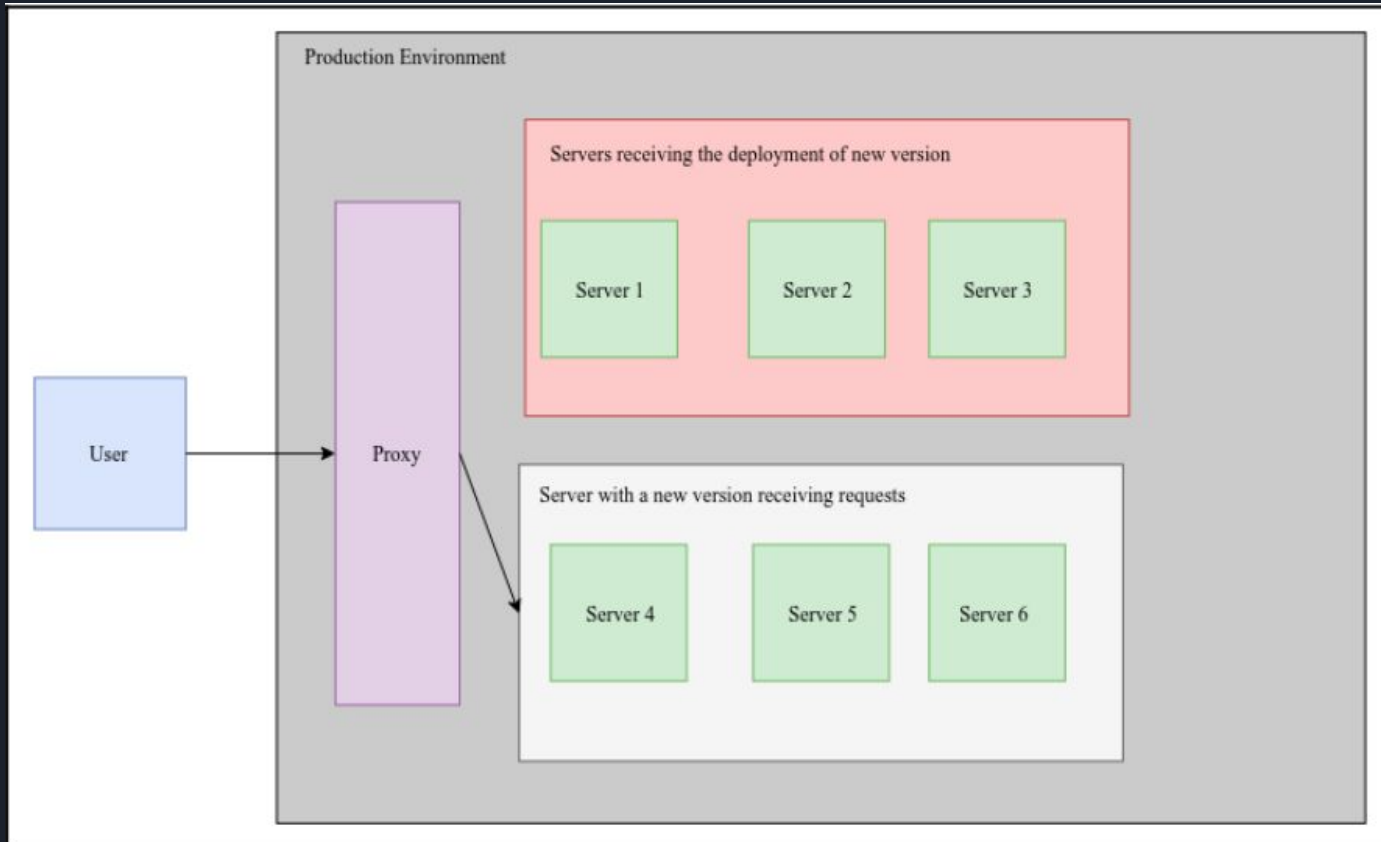 Production Environment
Servers receiving the deployment of new version
Server 1
Server 2
Server 3
User
Proxy
Server with a new version receiving requests
Server 4
Server 5
Server 6